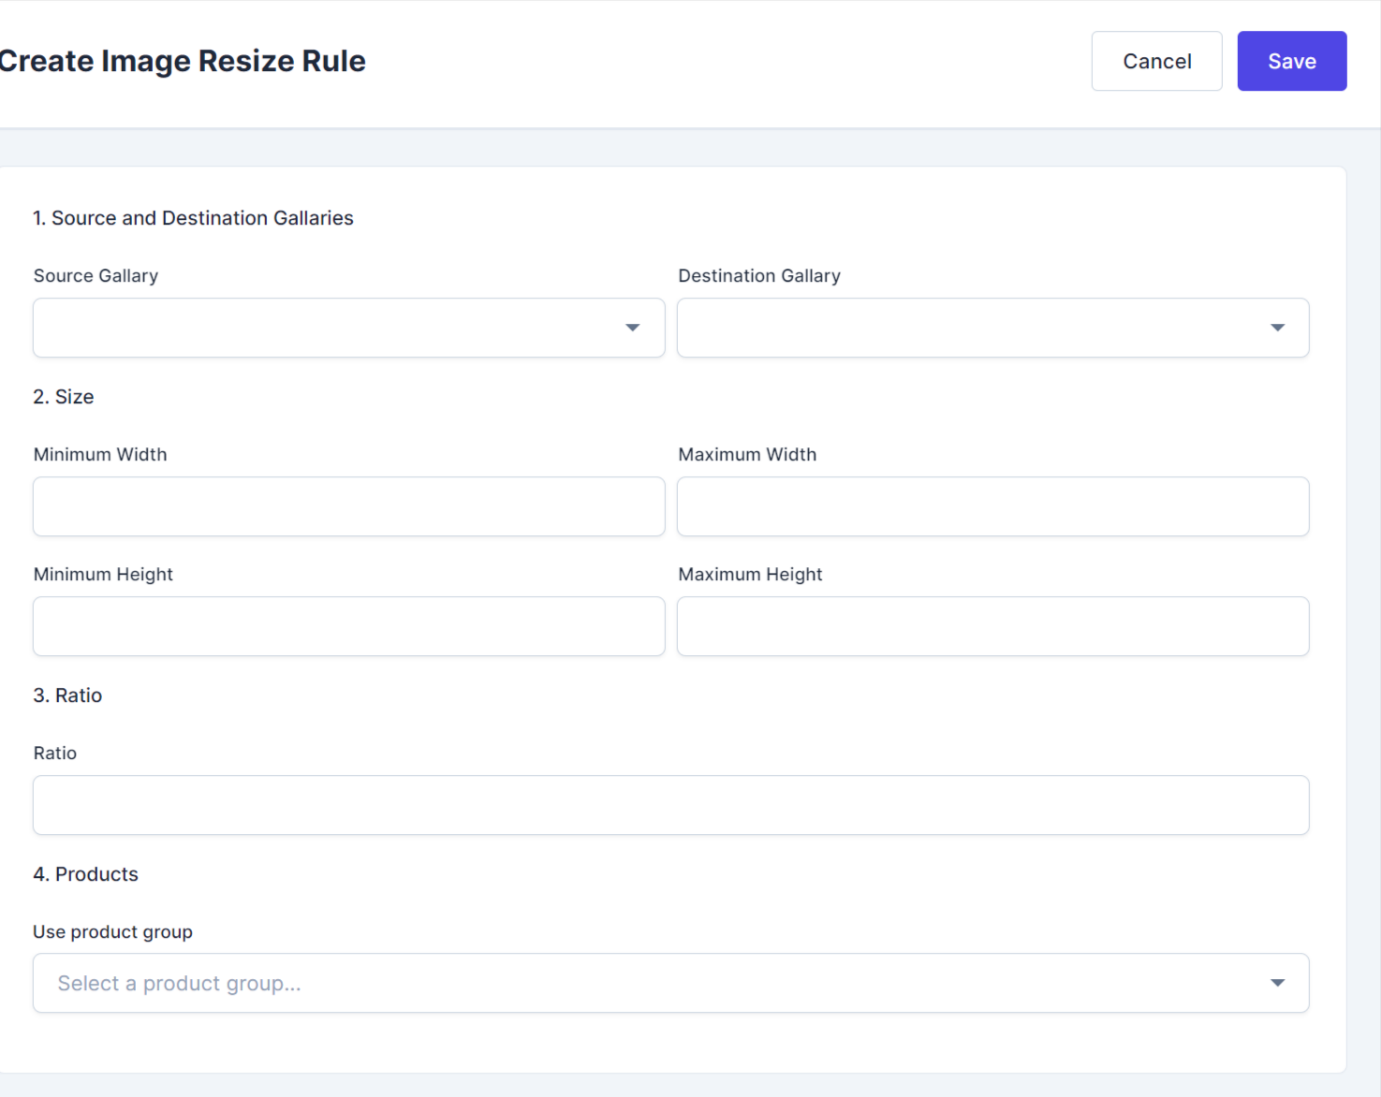 Create Image Resize Rule
Cancel
Save
1. Source and Destination Gallaries
Source Gallary
Destination Gallary
2. Size
Minimum Width
Maximum Width
Minimum Height
Maximum Height
3. Ratio
Ratio
4. Products
Use product group
Select a product group...